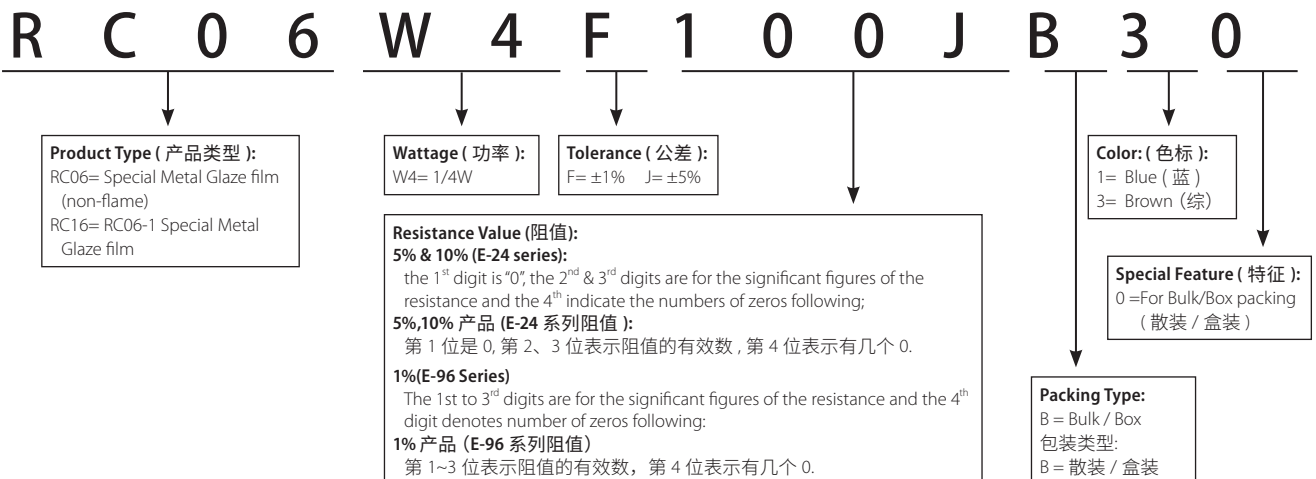 R C 0 6 W 4 F 1 0 0 J B 3 0
Product Type ( 产品类型 ):
RC06= Special Metal Glaze film
(non-flame)
RC16= RC06-1 Special Metal
Glaze film
Wattage ( 功率 ):
W4= 1/4W
Tolerance ( 公差 ):
F= ±1% J= ±5%
Resistance Value (阻值):
5% & 10% (E-24 series):
the 1st digit is “0”, the 2nd & 3rd digits are for the significant figures of the
resistance and the 4th indicate the numbers of zeros following;
5%,10% 产品 (E-24 系列阻值 ):
第 1 位是 0, 第 2、3 位表示阻值的有效数 , 第 4 位表示有几个 0.
1%(E-96 Series)
The 1st to 3rd digits are for the significant figures of the resistance and the 4th
digit denotes number of zeros following:
1% 产品（E-96 系列阻值）
第 1~3 位表示阻值的有效数，第 4 位表示有几个 0.
Color: ( 色标 ):
1= Blue ( 蓝 )
3= Brown（综）
Special Feature ( 特征 ):
0 =For Bulk/Box packing
( 散装 / 盒装 )
Packing Type:
B = Bulk / Box
包装类型:
B = 散装 / 盒装